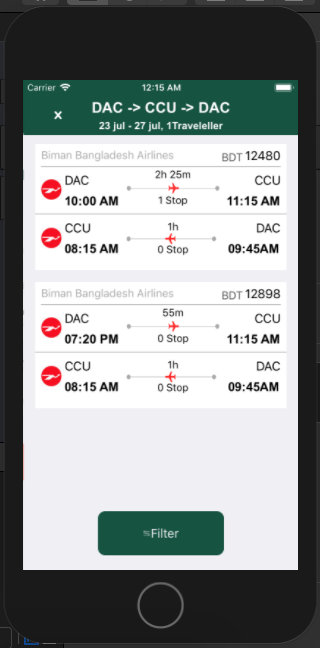 Carrier 12:15 AM
x DAC -> CCU -> DAC
23 jul - 27 jul, 1Traveleller
Biman Bangladesh Airlines BDT 12480
2h 25m
DAC CCU
10:00 AM 1 Stop 11:15 AM
1h
CCU DAC
08:15 AM 0 Stop 09:45AM
Biman Bangladesh Airlines BDT 12898
55m
DAC CCU
07:20 PM 0 Stop 11:15 AM
1h
CCU DAC
08:15 AM 0 Stop 09:45AM
Filter